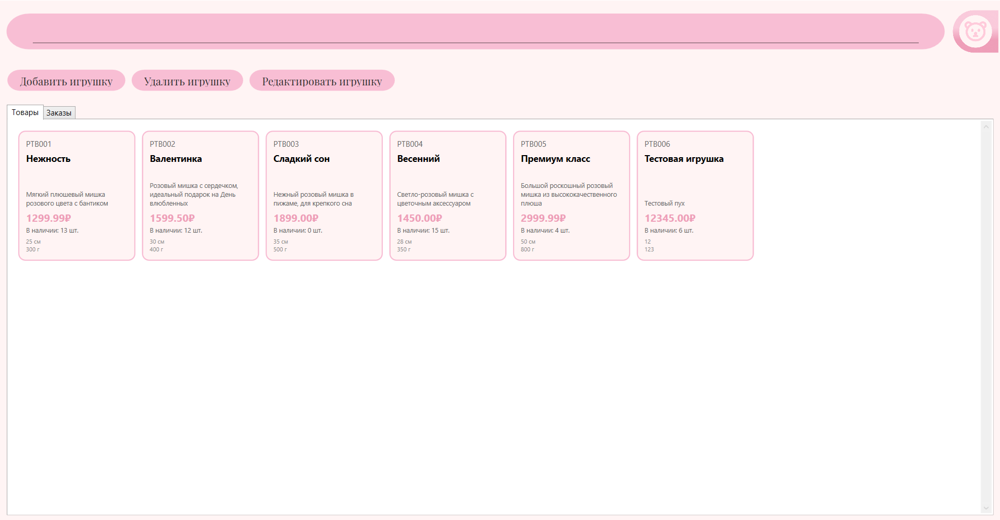 Добавить игрушку
Удалить игрушку
Редактировать игрушку
Товары
Заказы
PTB001
Нежность
Мягкий плюшевый мишка
розового цвета с бантиком
1299.99₽
В наличии: 13 шт.
25 см
300 г
PTB002
Валентинка
Розовый мишка с сердечком,
идеальный подарок на День
влюбленных
1599.50₽
В наличии: 12 шт.
30 см
400 г
PTB003
Сладкий сон
Нежный розовый мишка в
пижаме, для крепкого сна
1899.00₽
В наличии: 0 шт.
35 см
500 г
PTB004
Весенний
Светло-розовый мишка с
цветочным аксессуаром
1450.00₽
В наличии: 15 шт.
28 см
350 г
PTB005
Премиум класс
Большой роскошный розовый
мишка из высококачественного
плюша
2999.99₽
В наличии: 4 шт.
50 см
800 г
PTB006
Тестовая игрушка
Тестовый пух
12345.00₽
В наличии: 6 шт.
12
123